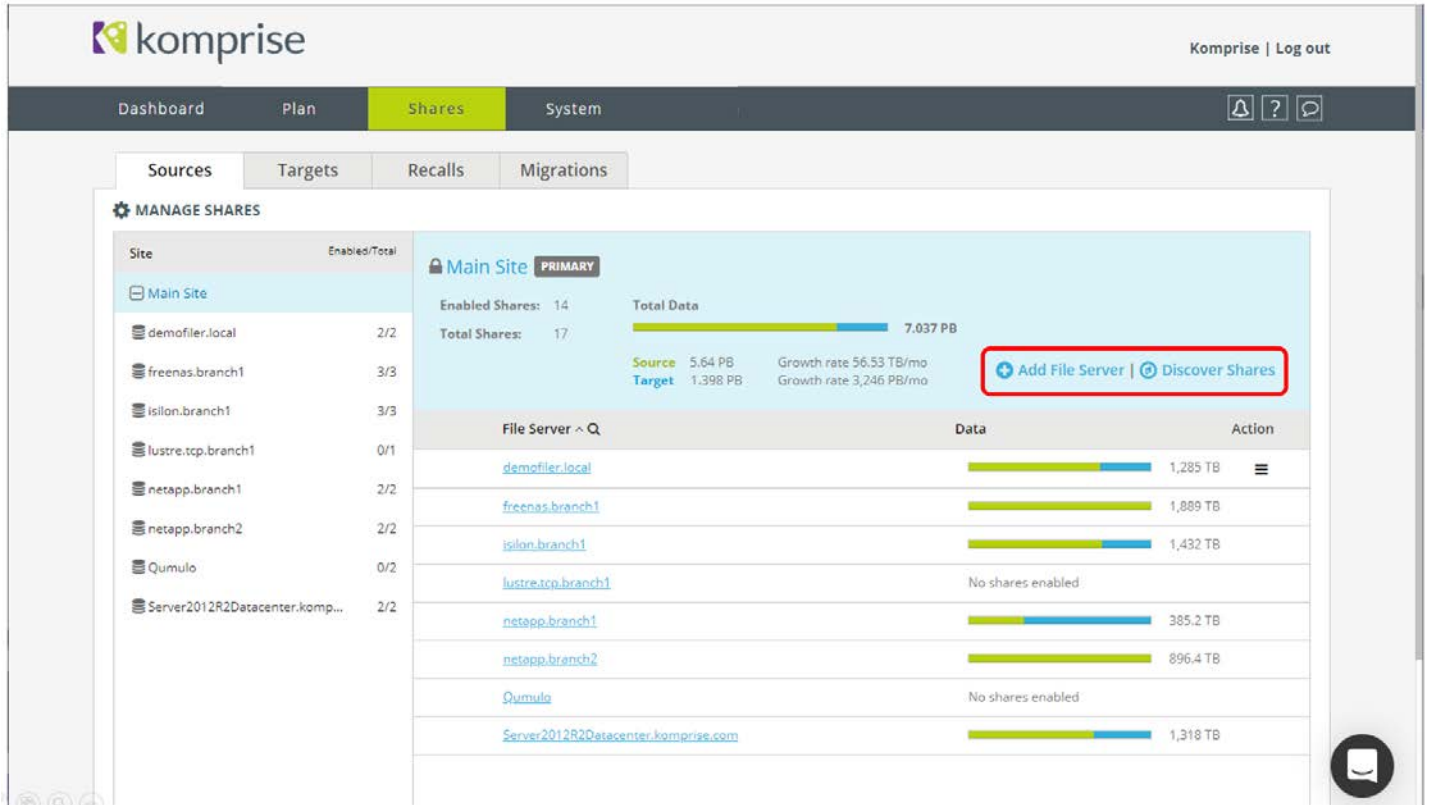 komprise
Komprise | Log out
Dashboard Plan Shares System ?
Sources Targets Recalls Migrations
MANAGE SHARES
Site Enabled/Total
Main Site
demofiler.local 2/2
freenas.branch1 3/3
isilon.branch1 3/3
lustre.tcp.branch1 0/1
netapp.branch1 2/2
netapp.branch2 2/2
Qumulo 0/2
Server2012R2Datacenter.komp... 2/2
Main Site PRIMARY
Enabled Shares: 14 Total Data
Total Shares: 17 7.037 PB
Source 5.64 PB Growth rate 56.53 TB/mo
Target 1.398 PB Growth rate 3,246 PB/mo
Add File Server | Discover Shares
File Server Data Action
demofiler.local 1,285 TB
freenas.branch1 1,889 TB
isilon.branch1 1,432 TB
lustre.tcp.branch1 No shares enabled
netapp.branch1 385.2 TB
netapp.branch2 896.4 TB
Qumulo No shares enabled
Server2012R2Datacenter.komprise.com 1,318 TB